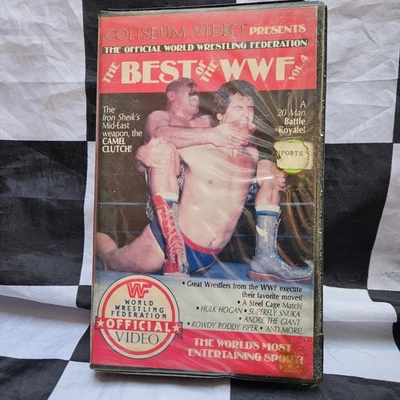 COLISEUM VIDEO PRESENTS
THE OFFICIAL WORLD WRESTLING FEDERATION
THE BEST OF THE WWF VOL. 4
The
Iron Sheik's
Mid-East
weapon, the
CAMEL
CLUTCH!
A
20 Man
Battle
Royale!
SPORTS
• Great Wrestlers from the WWF execute
their favorite moves!
• A Steel Cage Match!
• HULK HOGAN • SUPERFLY SNUKA
• ANDRE THE GIANT
• ROWDY RODDY PIPER • AND MORE!
WF
WORLD
WRESTLING
FEDERATION
OFFICIAL
VIDEO
THE WORLD'S MOST
ENTERTAINING SPORT!